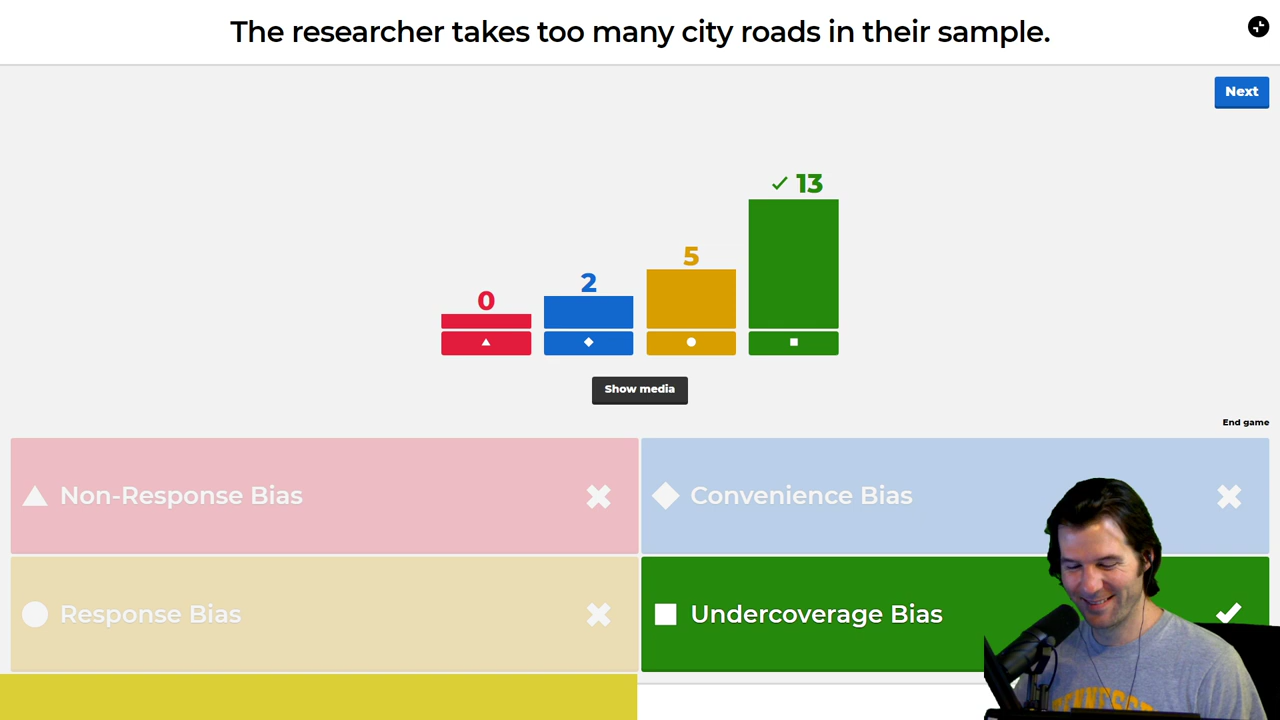 The researcher takes too many city roads in their sample.
Next
13
5
2
0
Show media
End game
Non-Response Bias
Convenience Bias
Response Bias
Undercoverage Bias